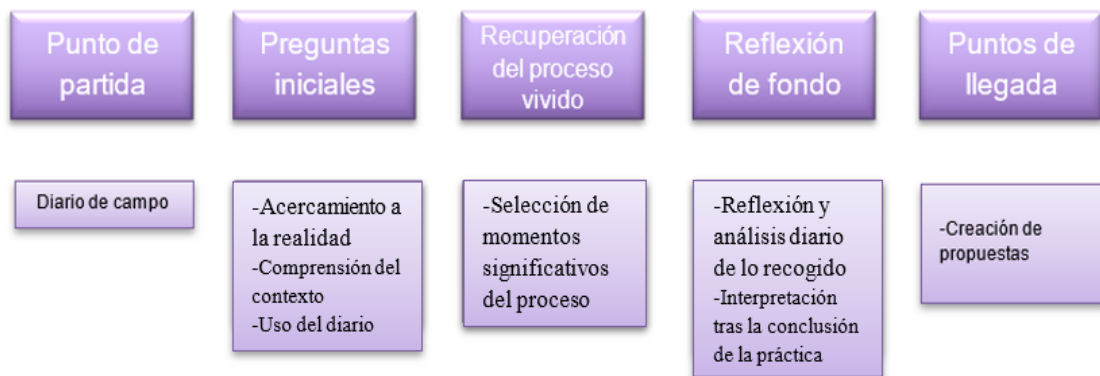 Punto de
partida
Preguntas
iniciales
Recuperación
del proceso
vivido
Reflexión
de fondo
Puntos de
llegada
Diario de campo
-Acercamiento a
la realidad
-Comprensión del
contexto
-Uso del diario
-Selección de
momentos
significativos
del proceso
-Reflexión y
análisis diario
de lo recogido
-Interpretación
tras la conclusión
de la práctica
-Creación de
propuestas